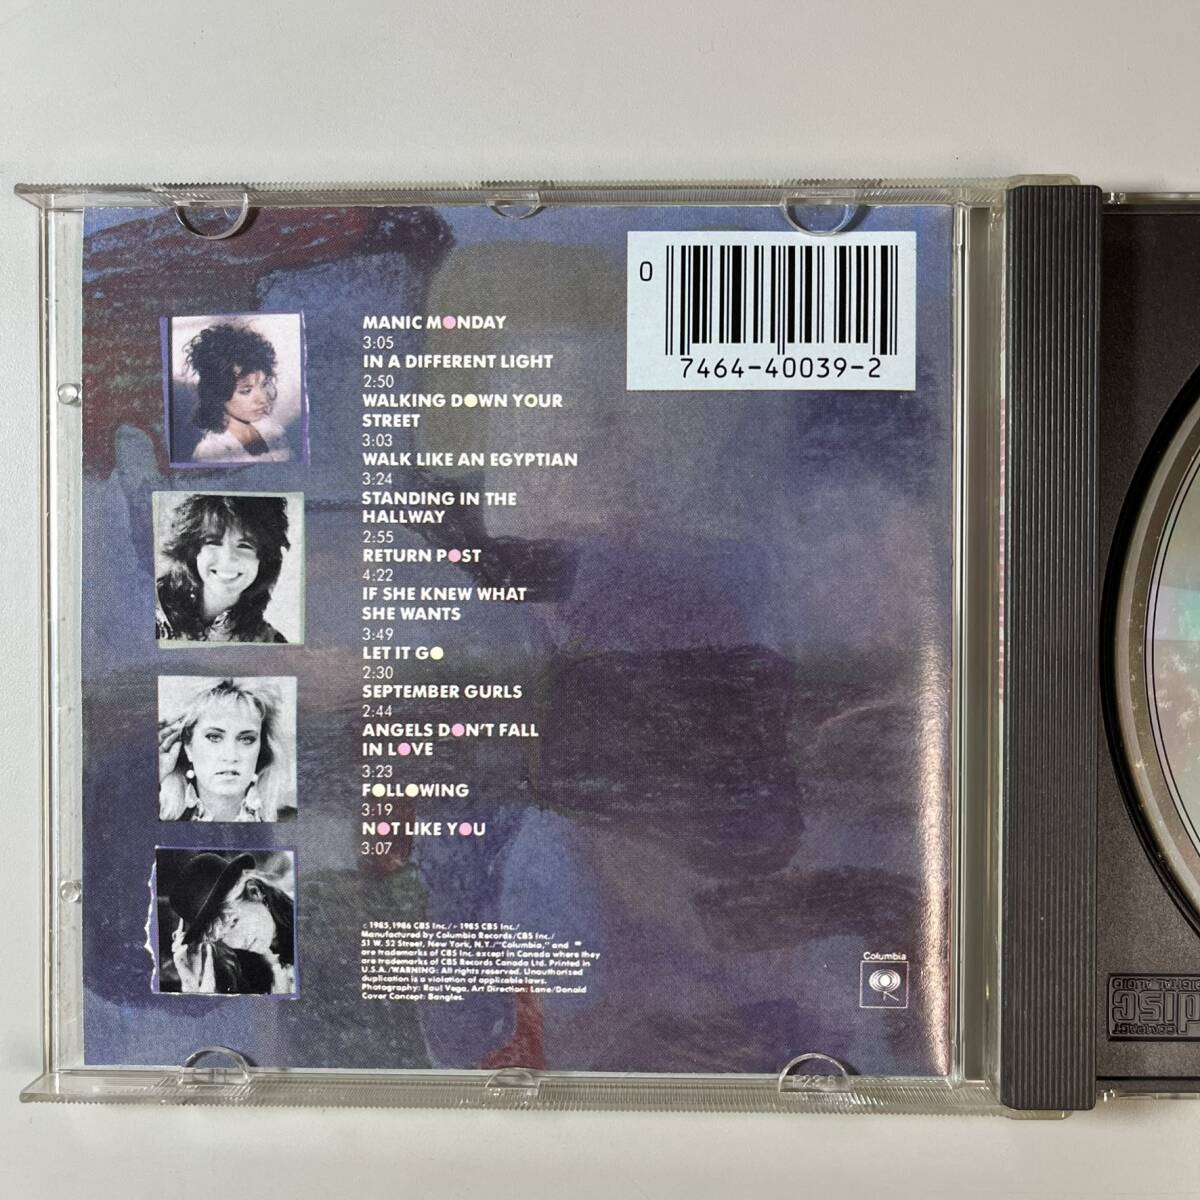 MANIC MONDAY
3:05
IN A DIFFERENT LIGHT
2:50
WALKING DOWN YOUR
STREET
3:03
WALK LIKE AN EGYPTIAN
3:24
STANDING IN THE
HALLWAY
2:55
RETURN POST
4:22
IF SHE KNEW WHAT
SHE WANTS
3:49
LET IT GO
2:30
SEPTEMBER GURLS
2:44
ANGELS DON'T FALL
IN LOVE
3:23
FOLLOWING
3:19
NOT LIKE YOU
3:07
0
7464-40039-2
© 1985, 1986 CBS Inc./℗ 1985 CBS Inc./
Manufactured by Columbia Records/CBS Inc./
51 W. 52 Street, New York, N.Y./"Columbia," and
are trademarks of CBS Inc. except in Canada where they
are trademarks of CBS Records Canada Ltd. Printed in
U.S.A./WARNING: All rights reserved. Unauthorized
duplication is a violation of applicable laws.
Photography: Raul Vega. Art Direction: Lane/Donald
Cover Concept: Bangles.
Columbia
COMPACT
disc
DIGITAL AUDIO